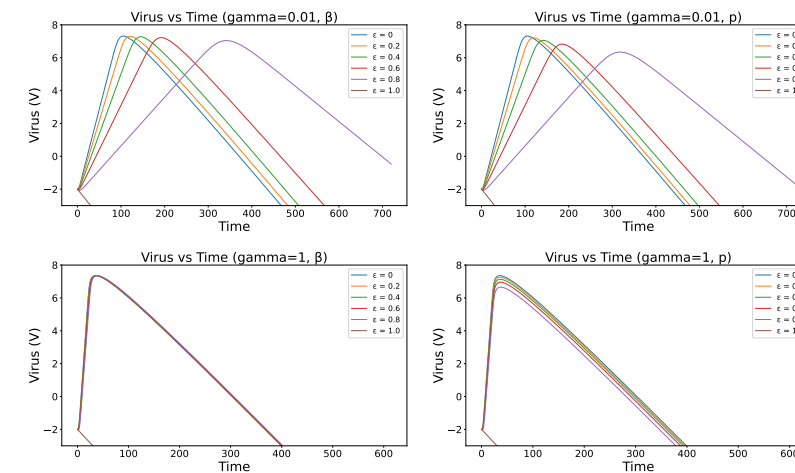 Virus vs Time (gamma=0.01, β)
Virus (V)
8
6
4
2
0
−2
0 100 200 300 400 500 600 700
Time
ε = 0
ε = 0.2
ε = 0.4
ε = 0.6
ε = 0.8
ε = 1.0
Virus vs Time (gamma=0.01, p)
Virus (V)
8
6
4
2
0
−2
0 100 200 300 400 500 600 700
Time
ε = 0
ε = 0
ε = 0
ε = 0
ε = 0
ε = 1
Virus vs Time (gamma=1, β)
Virus (V)
8
6
4
2
0
−2
0 100 200 300 400 500 600
Time
ε = 0
ε = 0.2
ε = 0.4
ε = 0.6
ε = 0.8
ε = 1.0
Virus vs Time (gamma=1, p)
Virus (V)
8
6
4
2
0
−2
0 100 200 300 400 500 600
Time
ε = 0
ε = 0
ε = 0
ε = 0
ε = 0
ε = 1